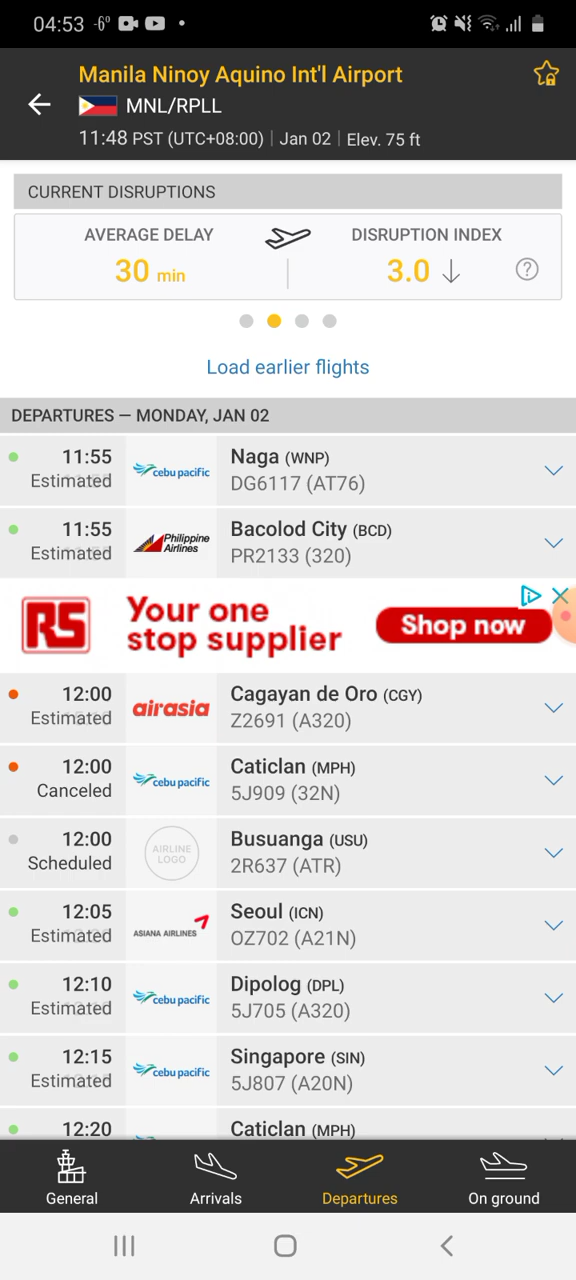 04:53 -6°
Manila Ninoy Aquino Int'l Airport
MNL/RPLL
11:48 PST (UTC+08:00) | Jan 02 | Elev. 75 ft
CURRENT DISRUPTIONS
AVERAGE DELAY DISRUPTION INDEX
30 min 3.0 ↓ ?
Load earlier flights
DEPARTURES — MONDAY, JAN 02
11:55 Naga (WNP)
Estimated cebu pacific DG6117 (AT76)
11:55 Bacolod City (BCD)
Estimated Philippine Airlines PR2133 (320)
RS Your one stop supplier Shop now
12:00 Cagayan de Oro (CGY)
Estimated airasia Z2691 (A320)
12:00 Caticlan (MPH)
Canceled cebu pacific 5J909 (32N)
12:00 Busuanga (USU)
Scheduled AIRLINE LOGO 2R637 (ATR)
12:05 Seoul (ICN)
Estimated ASIANA AIRLINES OZ702 (A21N)
12:10 Dipolog (DPL)
Estimated cebu pacific 5J705 (A320)
12:15 Singapore (SIN)
Estimated cebu pacific 5J807 (A20N)
12:20 Caticlan (MPH)
General Arrivals Departures On ground